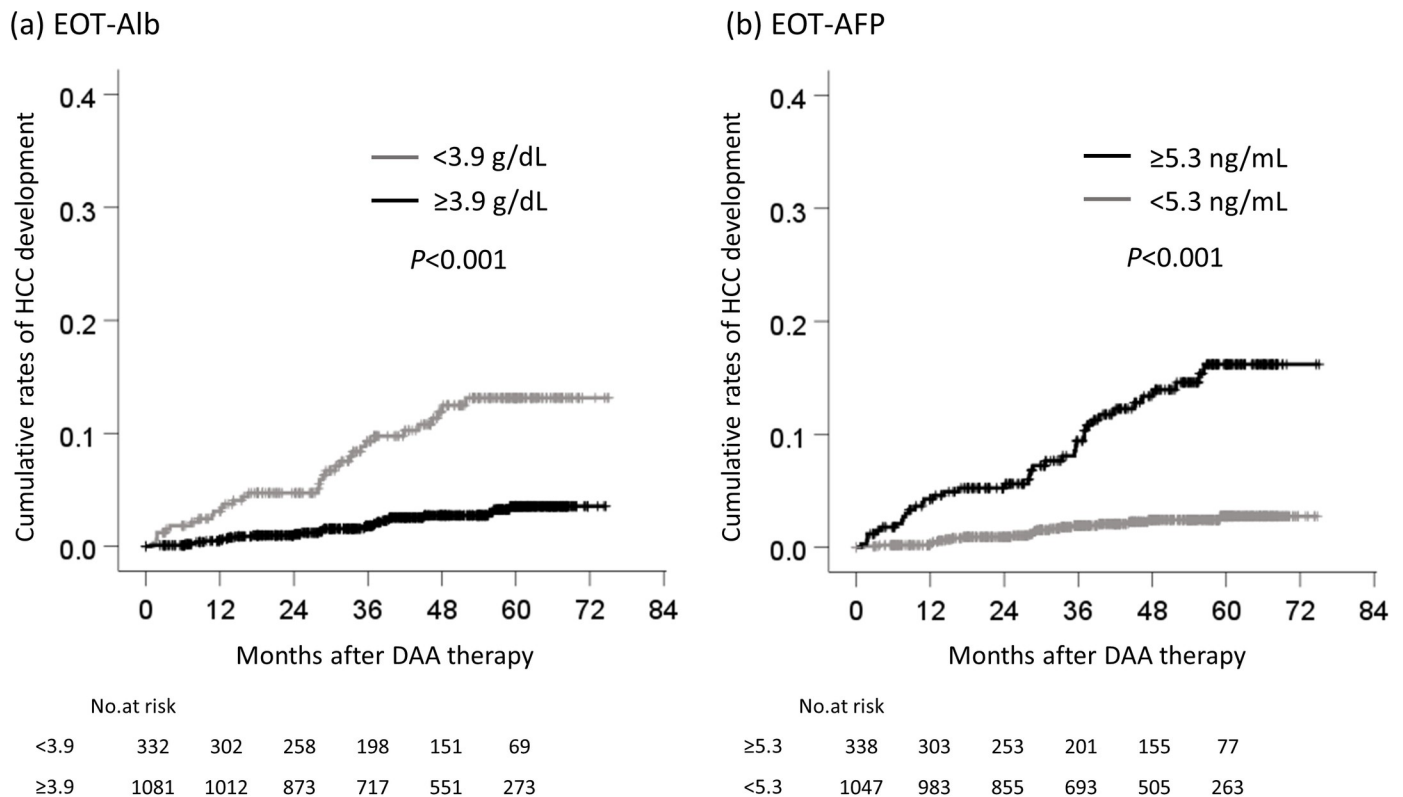 (a) EOT-Alb
Cumulative rates of HCC development
0.4
0.3
0.2
0.1
0.0
<3.9 g/dL
≥3.9 g/dL
P<0.001
0 12 24 36 48 60 72 84
Months after DAA therapy
No.at risk
<3.9 332 302 258 198 151 69
≥3.9 1081 1012 873 717 551 273
(b) EOT-AFP
Cumulative rates of HCC development
0.4
0.3
0.2
0.1
0.0
≥5.3 ng/mL
<5.3 ng/mL
P<0.001
0 12 24 36 48 60 72 84
Months after DAA therapy
No.at risk
≥5.3 338 303 253 201 155 77
<5.3 1047 983 855 693 505 263